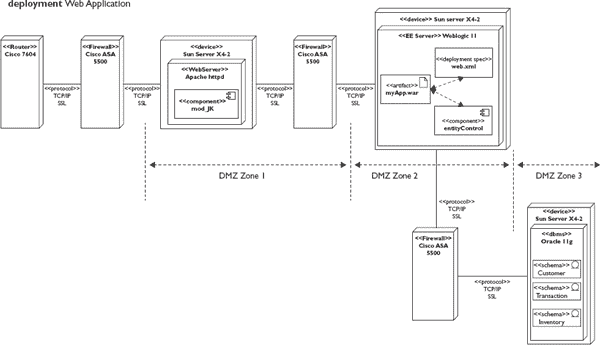 deployment Web Application
<<Router>>
Cisco 7604
<<protocol>>
TCP/IP
SSL
<<Firewall>>
Cisco ASA
5500
<<protocol>>
TCP/IP
SSL
<<device>>
Sun Server X4-2
<<WebServer>>
Apache httpd
<<component>>
mod_JK
<<protocol>>
TCP/IP
SSL
<<Firewall>>
Cisco ASA
5500
<<protocol>>
TCP/IP
SSL
<<device>> Sun server X4-2
<<EE Server>> Weblogic 11
<<deployment spec>>
web.xml
<<artifact>>
myApp.war
<<component>>
entityControl
DMZ Zone 1
DMZ Zone 2
DMZ Zone 3
<<protocol>>
TCP/IP
SSL
<<Firewall>>
Cisco ASA
5500
<<protocol>>
TCP/IP
SSL
<<device>>
Sun Server X4-2
<<dbms>>
Oracle 11g
<<schema>>
Customer
<<schema>>
Transaction
<<schema>>
Inventory